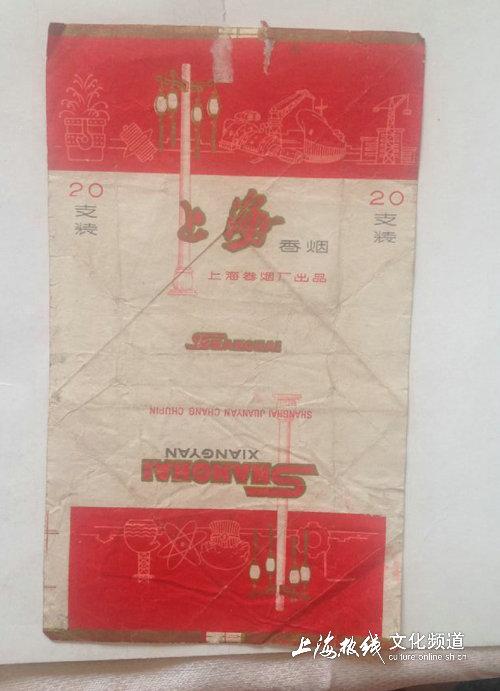 20
支
装
上海
香烟
上海卷烟厂出品
20
支
装
SHANGHAI
SHANGHAI JUANYAN CHANG CHUPIN
XIANGYAN
SHANGHAI
上海热线 文化频道
culture.online.sh.cn